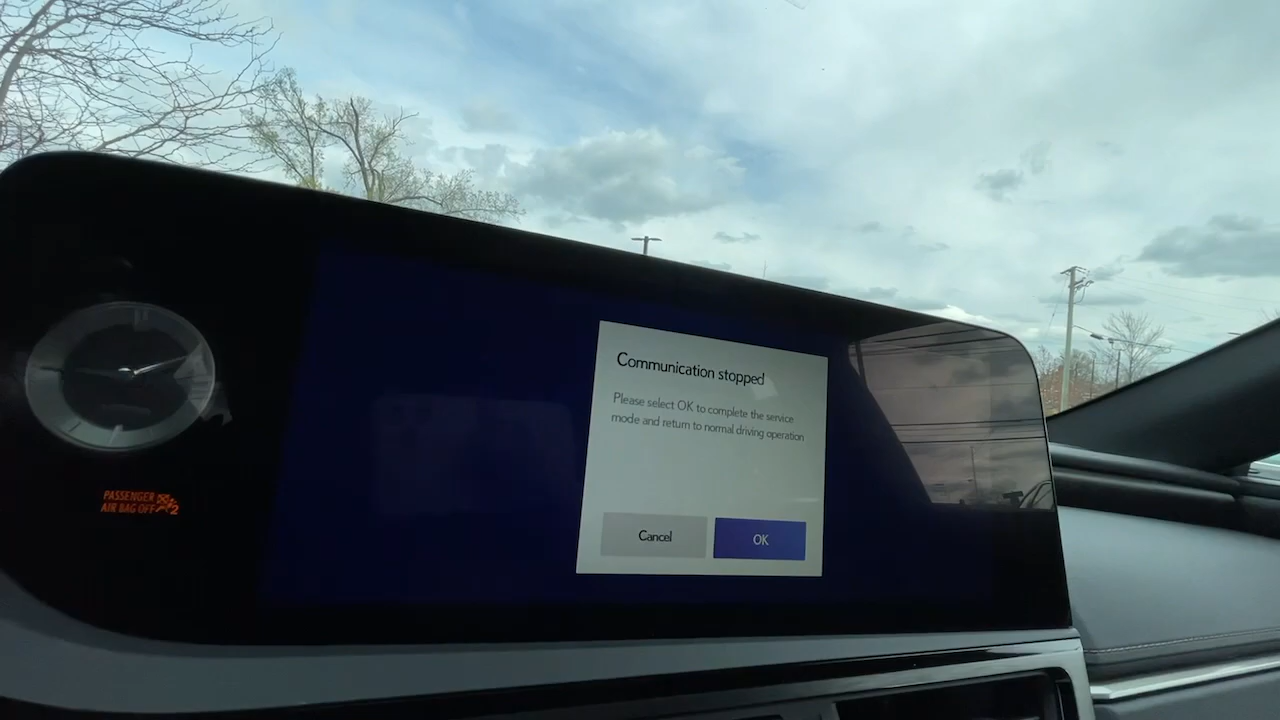 Communication stopped
Please select OK to complete the service
mode and return to normal driving operation
Cancel
OK
PASSENGER
AIR BAG OFF 2